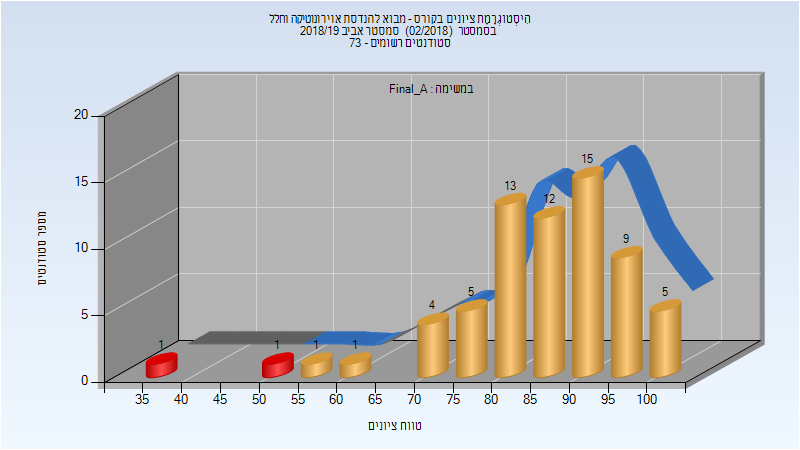 היסטוגרמת ציונים בקורס - מבוא להנדסת אוירונוטיקה וחלל
בסמסטר (02/2018) סמסטר אביב 2018/19
סטודנטים רשומים - 73
במשימה : Final_A
מספר סטודנטים
20
15
10
5
0
1
1
1
1
4
5
13
12
15
9
5
35 40 45 50 55 60 65 70 75 80 85 90 95 100
טווח ציונים